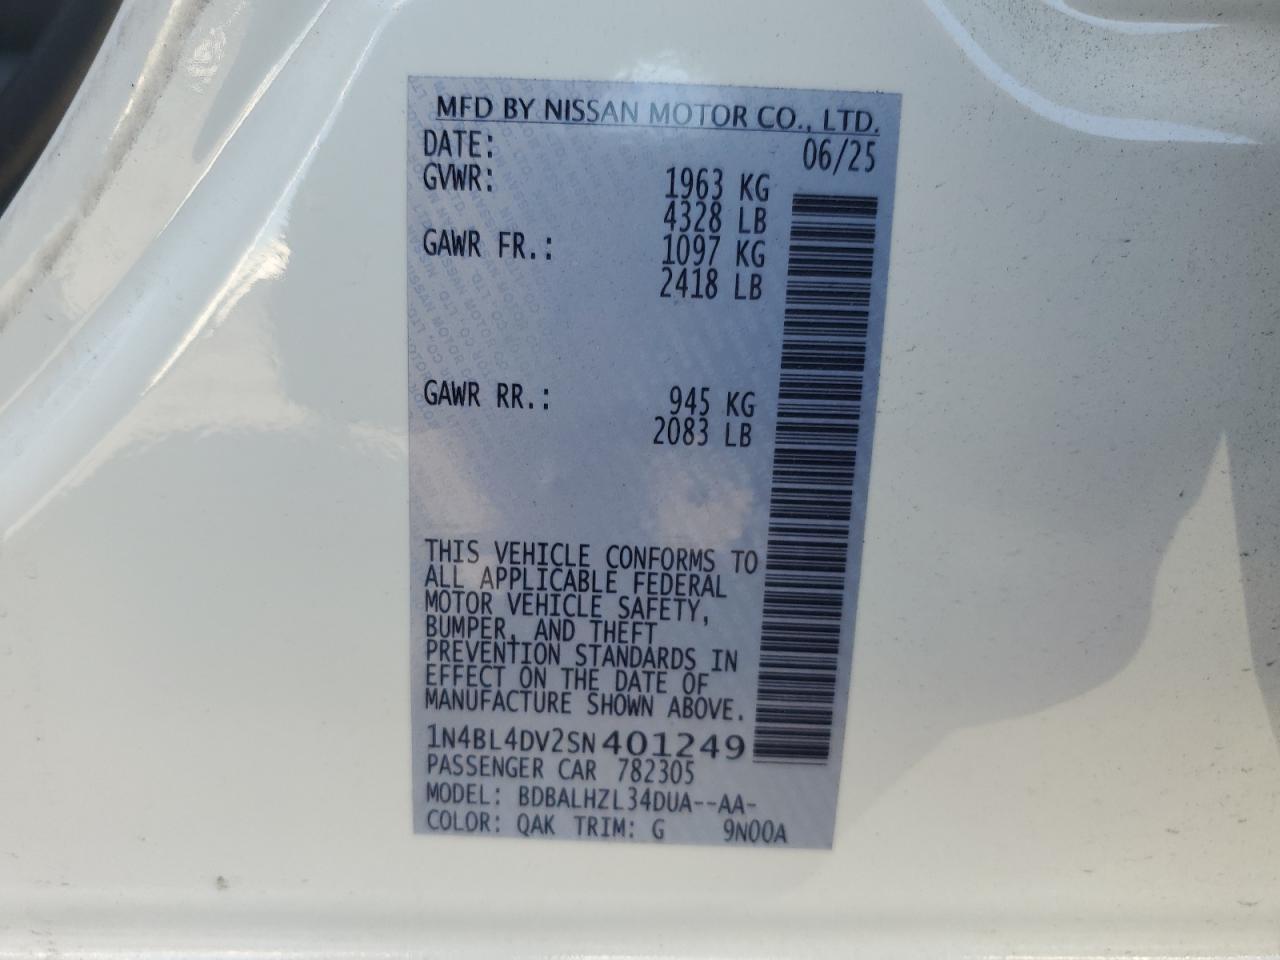 MFD BY NISSAN MOTOR CO., LTD.
DATE: 06/25
GVWR: 1963 KG
4328 LB
GAWR FR.: 1097 KG
2418 LB
GAWR RR.: 945 KG
2083 LB
THIS VEHICLE CONFORMS TO
ALL APPLICABLE FEDERAL
MOTOR VEHICLE SAFETY,
BUMPER, AND THEFT
PREVENTION STANDARDS IN
EFFECT ON THE DATE OF
MANUFACTURE SHOWN ABOVE.
1N4BL4DV2SN401249
PASSENGER CAR 782305
MODEL: BDBALHZL34DUA--AA-
COLOR: QAK TRIM: G 9N00A